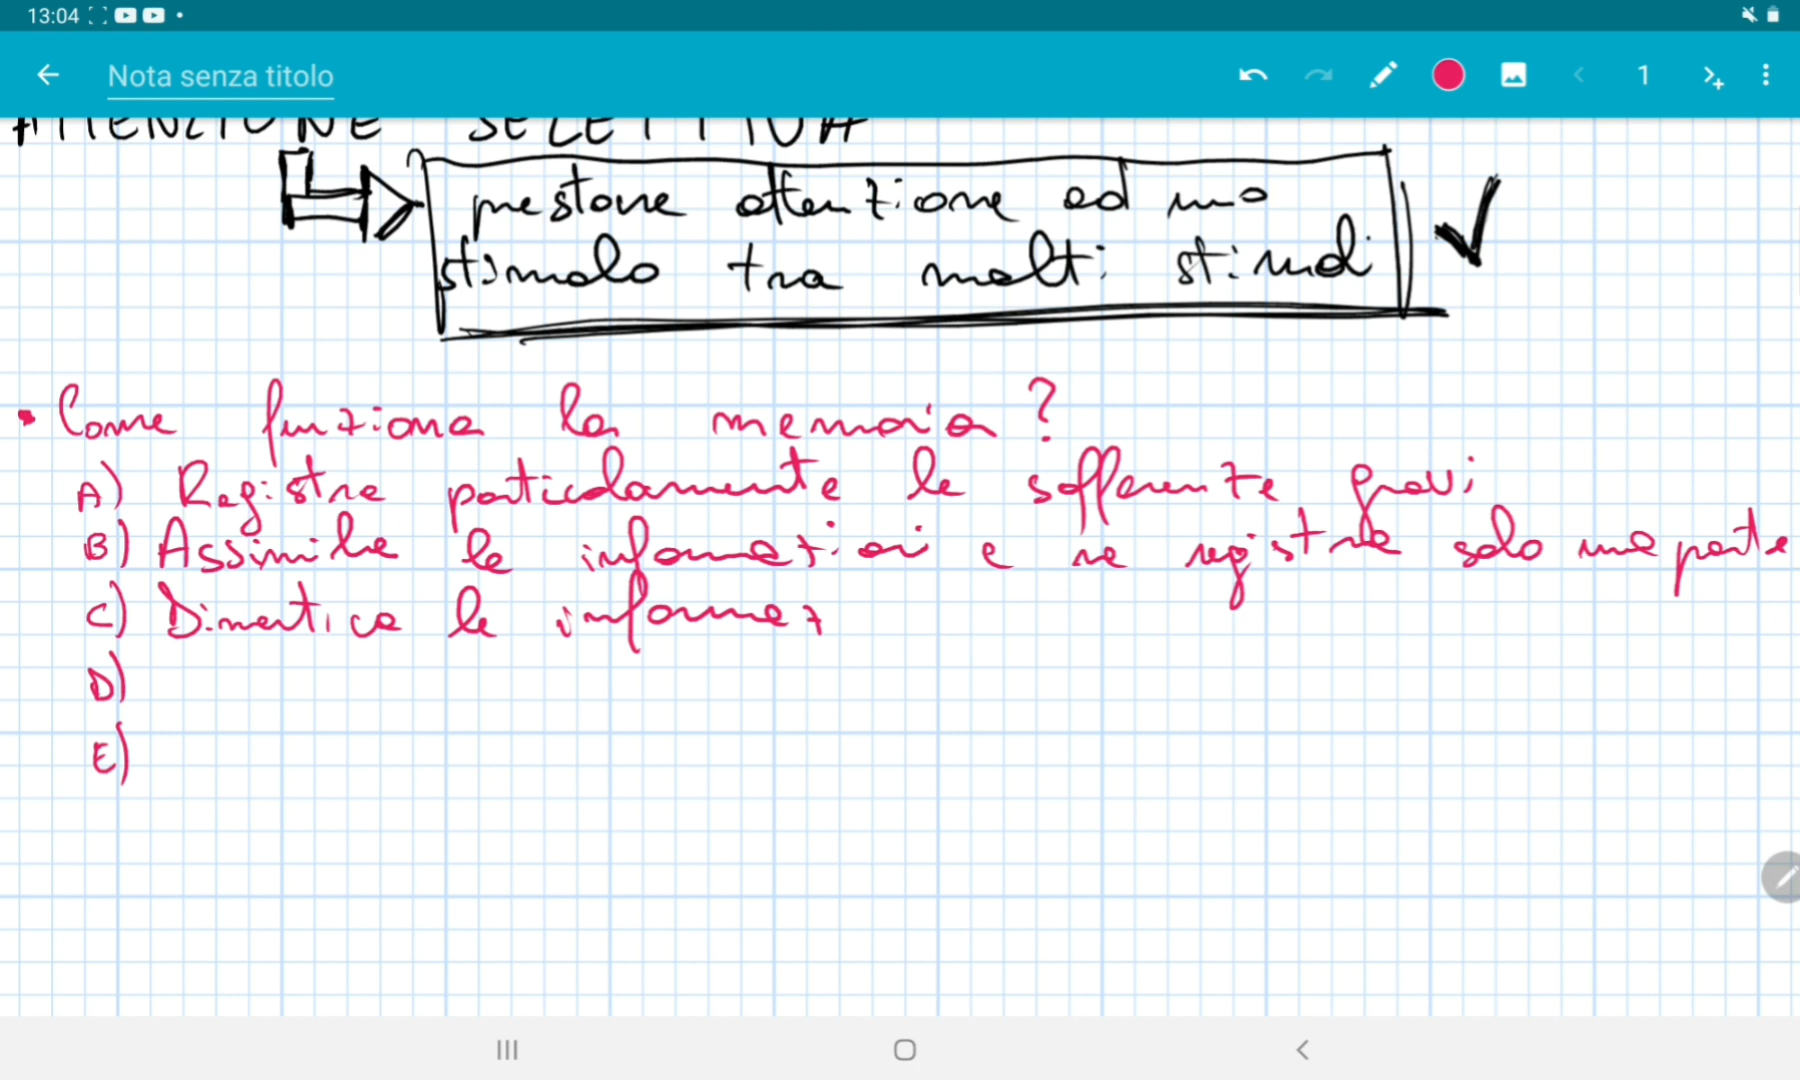 13:04
Nota senza titolo
1
ATTENZIONE SELETTIVA
prestare attenzione ad uno
stimolo tra molti stimoli
• Come funziona la memoria?
A) Registra particolarmente le sofferenze gravi
B) Assimila le informazioni e ne registra solo una parte
C) Dimentica le informaz
D)
E)